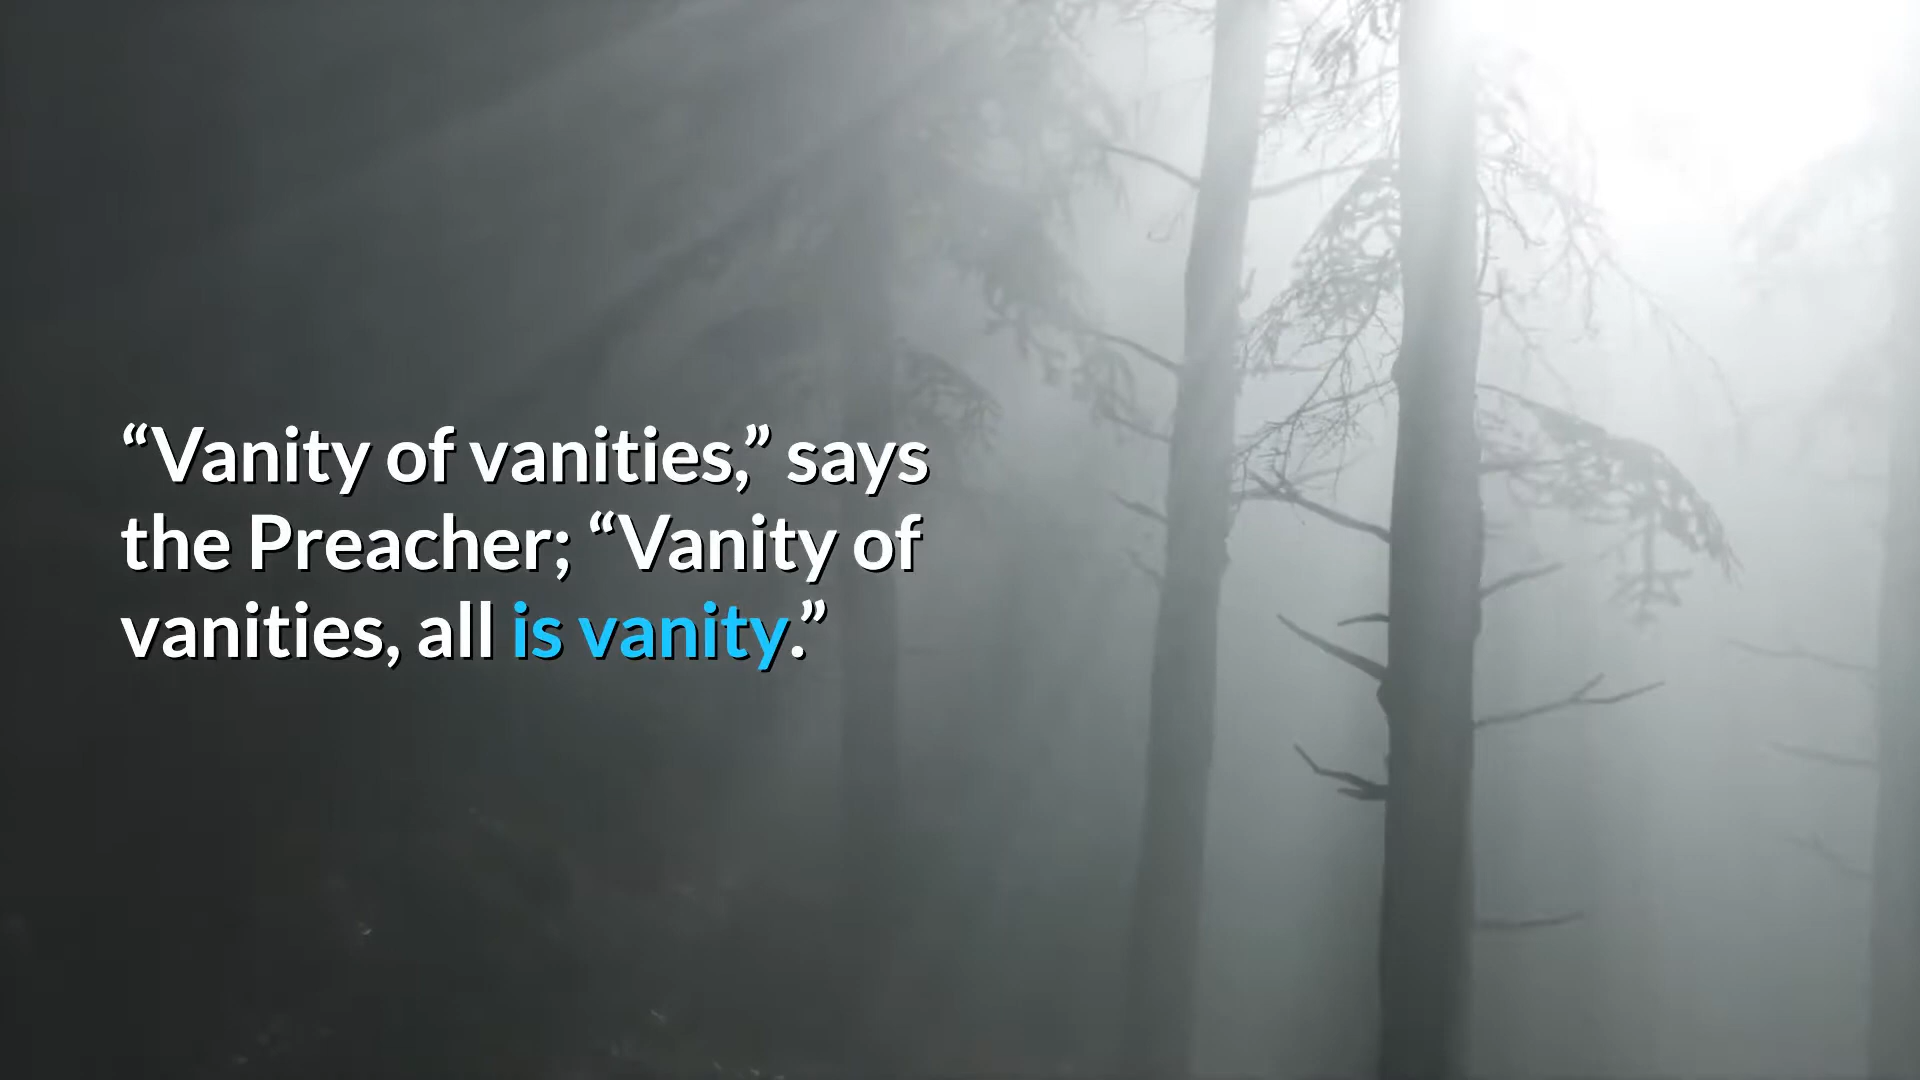 “Vanity of vanities,” says
the Preacher; “Vanity of
vanities, all is vanity.”